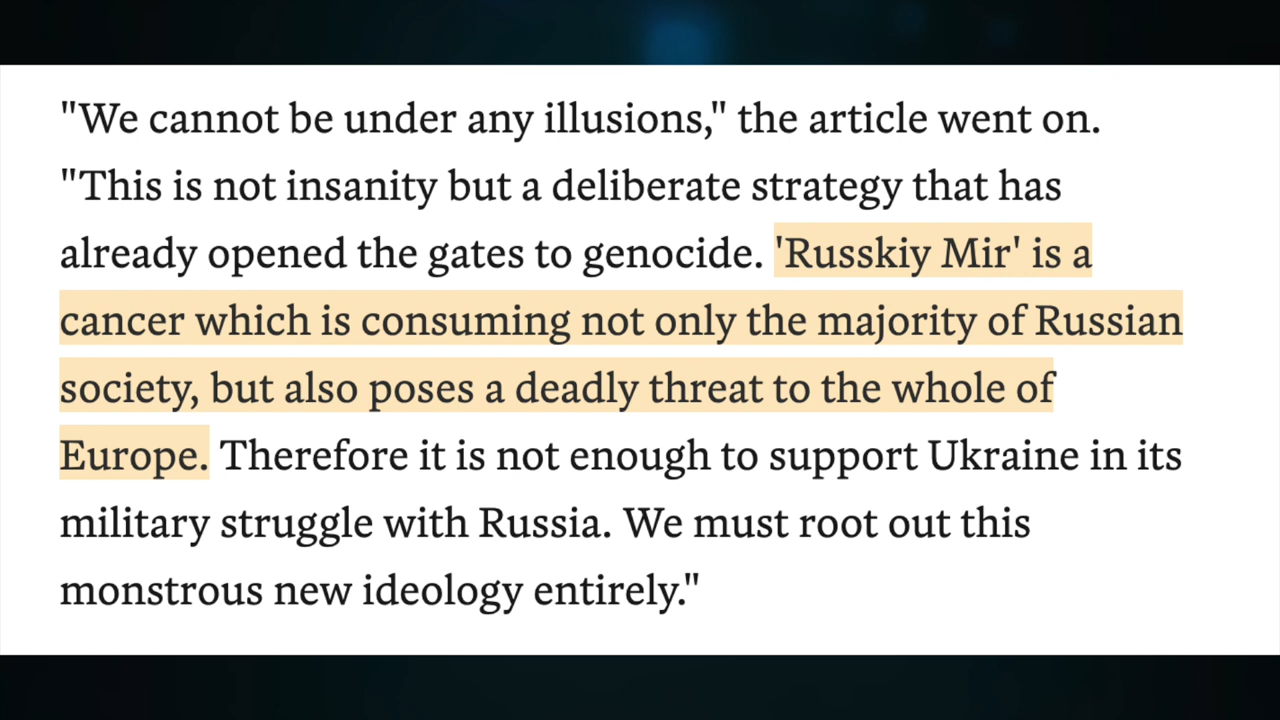 "We cannot be under any illusions," the article went on.
"This is not insanity but a deliberate strategy that has
already opened the gates to genocide. 'Russkiy Mir' is a
cancer which is consuming not only the majority of Russian
society, but also poses a deadly threat to the whole of
Europe. Therefore it is not enough to support Ukraine in its
military struggle with Russia. We must root out this
monstrous new ideology entirely."